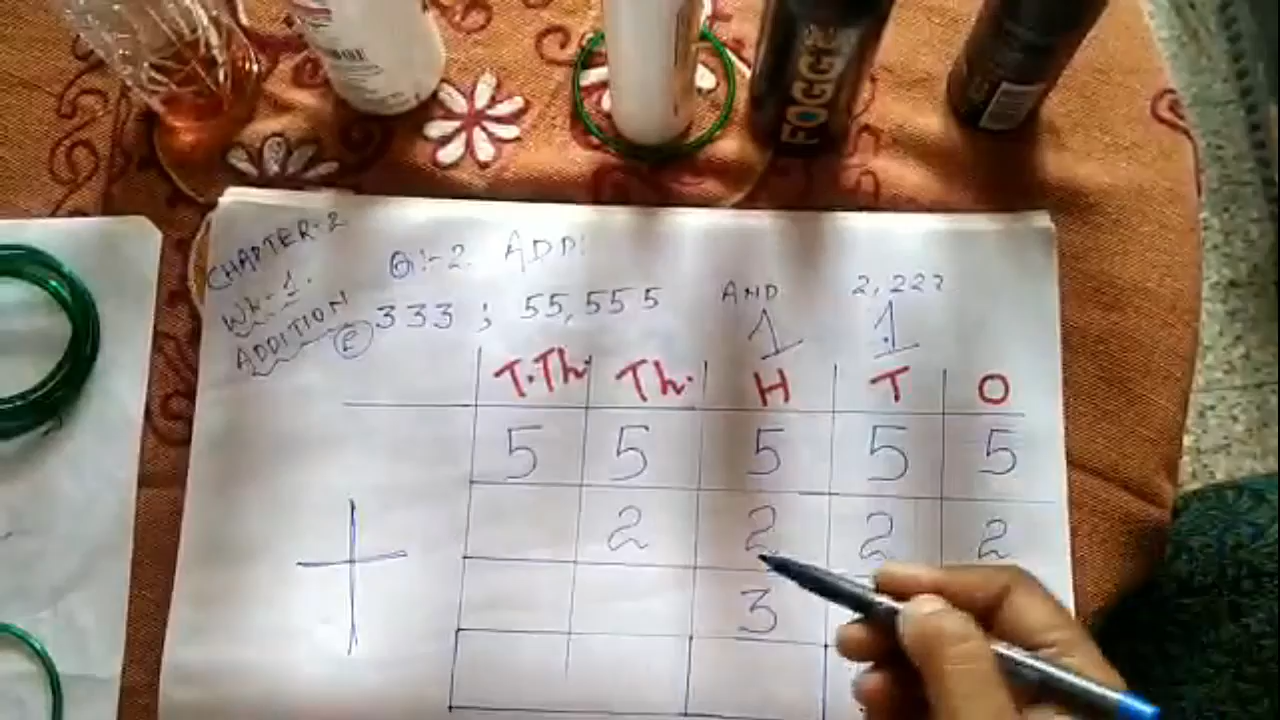 CHAPTER-2
Wk:-1.
ADDITION
Q:-2. ADD:
E 333 ; 55,555 AND 2,222
1 1
T.Th. Th. H T O
5 5 5 5 5
2 2 2 2
3
FOGG